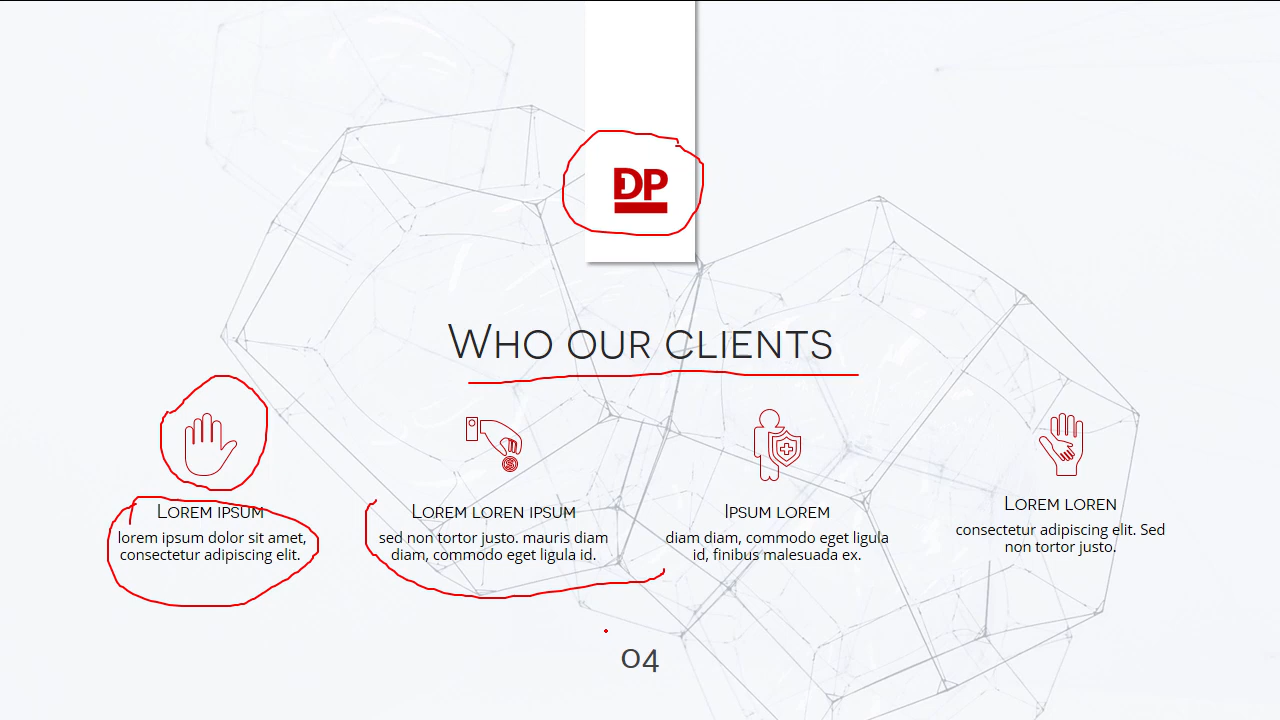 DP
Who our clients
Lorem ipsum
lorem ipsum dolor sit amet,
consectetur adipiscing elit.
Lorem loren ipsum
sed non tortor justo. mauris diam
diam, commodo eget ligula id.
Ipsum lorem
diam diam, commodo eget ligula
id, finibus malesuada ex.
Lorem loren
consectetur adipiscing elit. Sed
non tortor justo.
04